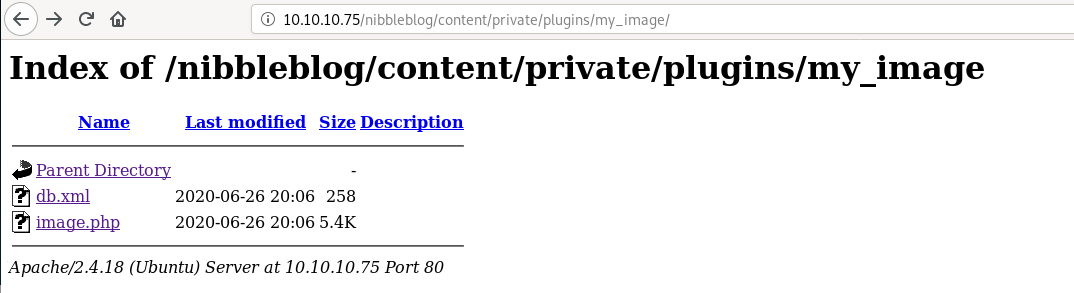 10.10.10.75/nibbleblog/content/private/plugins/my_image/
Index of /nibbleblog/content/private/plugins/my_image
Name Last modified Size Description
Parent Directory -
db.xml 2020-06-26 20:06 258
image.php 2020-06-26 20:06 5.4K
Apache/2.4.18 (Ubuntu) Server at 10.10.10.75 Port 80